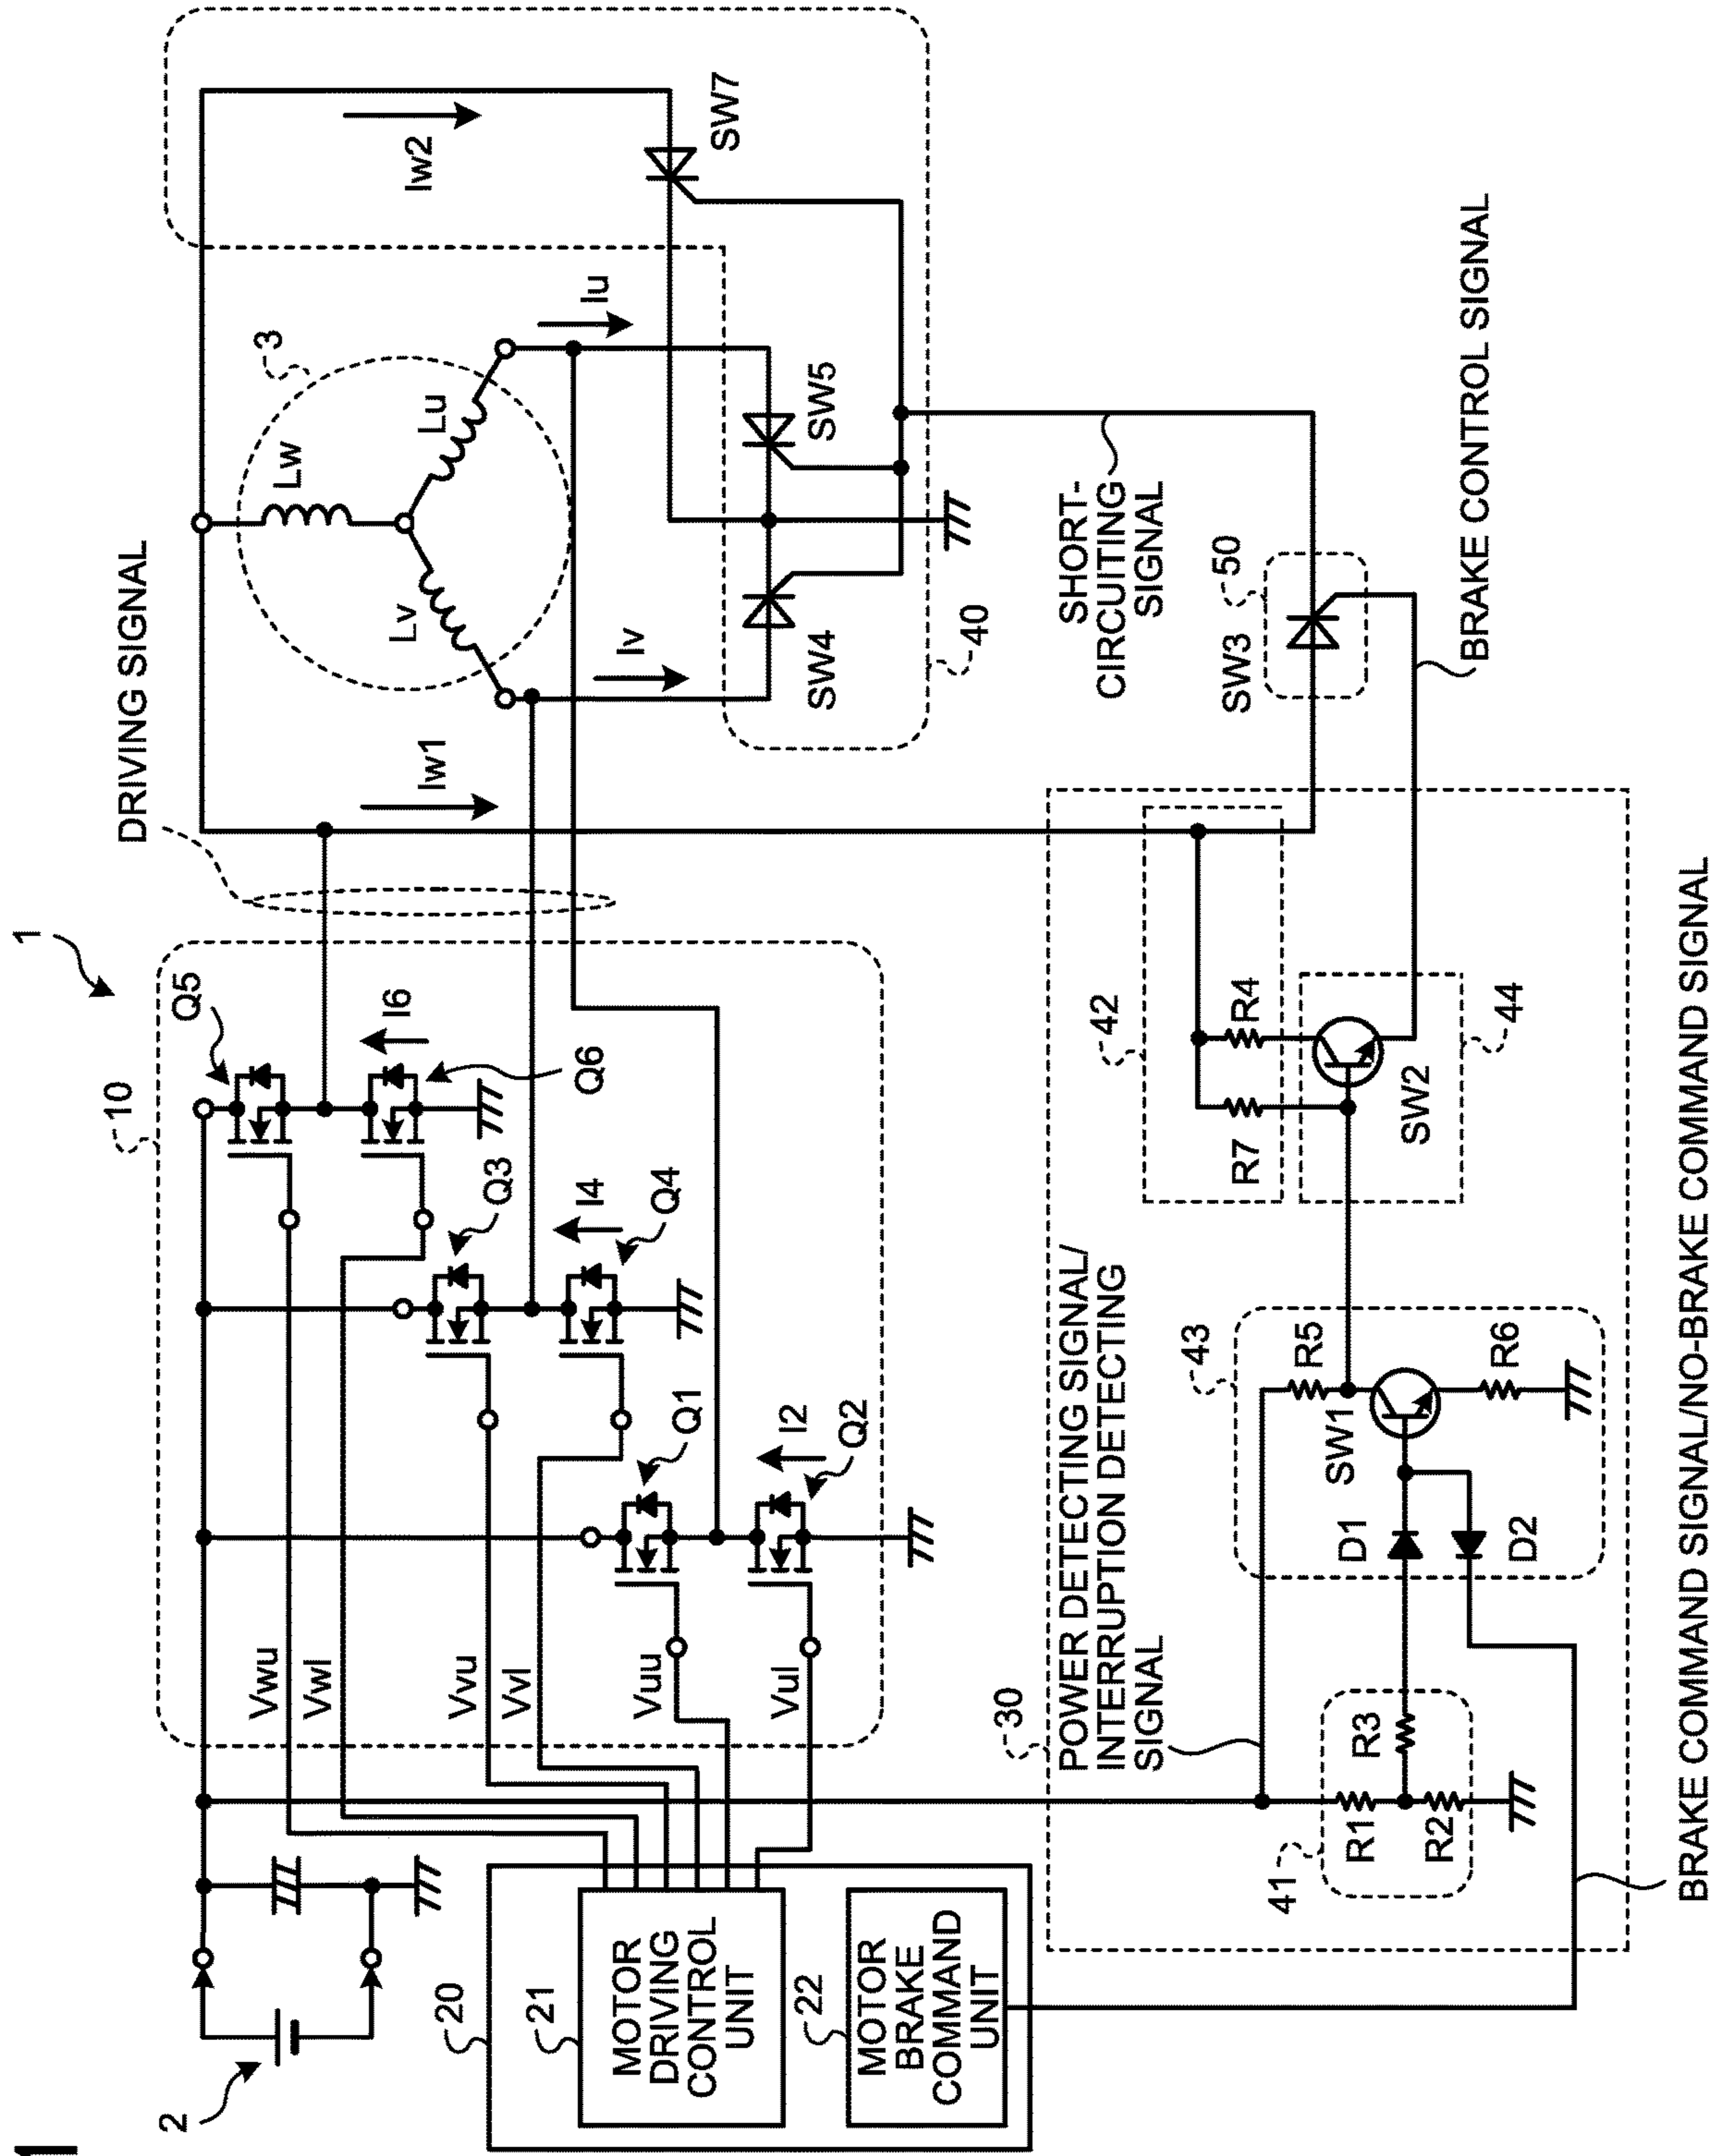 1
1
2
20
21
MOTOR
DRIVING
CONTROL
UNIT
22
MOTOR
BRAKE
COMMAND
UNIT
10
Vwu
Vwl
Vvu
Vvl
Vuu
Vul
Q5
I6
Q6
Q3
I4
Q4
Q1
I2
Q2
DRIVING SIGNAL
3
Lw
Lv
Lu
Iw1
Iw2
Iv
Iu
SW4
SW5
SW7
40
SHORT-
CIRCUITING
SIGNAL
50
SW3
BRAKE CONTROL SIGNAL
30
POWER DETECTING SIGNAL/
INTERRUPTION DETECTING
SIGNAL
41
R1
R2
R3
43
D1
D2
SW1
R5
R6
42
R7
R4
SW2
44
BRAKE COMMAND SIGNAL/NO-BRAKE COMMAND SIGNAL